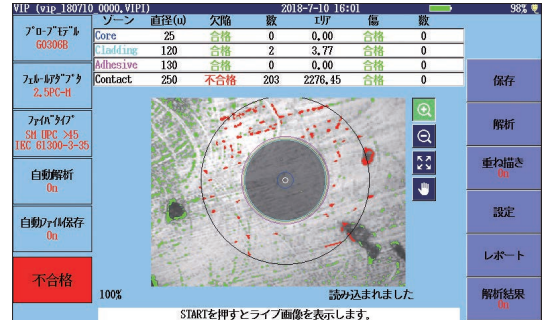 VIP (vip_180710_0000.VIPI) 2018-7-10 16:01 98%
ゾーン 直径(u) 欠陥 数 ｴﾘｱ 傷 数
Core 25 合格 0 0.00 合格 0
Cladding 120 合格 2 3.77 合格 0
Adhesive 130 合格 0 0.00 合格 0
Contact 250 不合格 203 2276.45 合格 0
ﾌﾟﾛｰﾌﾞﾓﾃﾞﾙ
G0306B
ﾌｪﾙｰﾙｱﾀﾞﾌﾟﾀ
2.5PC-M
ﾌｧｲﾊﾞﾀｲﾌﾟ
SM UPC >45
IEC 61300-3-35
自動解析
On
自動ﾌｧｲﾙ保存
On
不合格
保存
解析
重ね描き
On
設定
レポート
解析結果
On
100% 読み込まれました
STARTを押すとライブ画像を表示します。